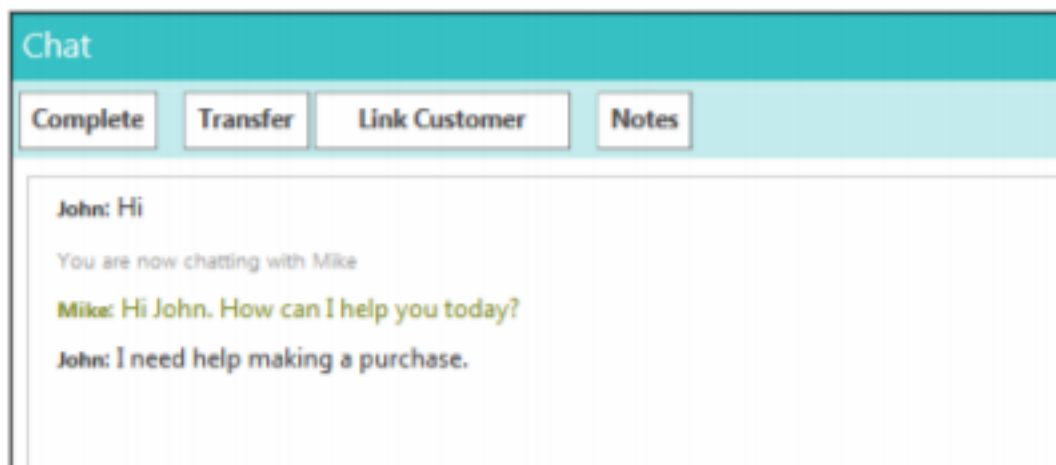 Chat
Complete Transfer Link Customer Notes
John: Hi
You are now chatting with Mike
Mike: Hi John. How can I help you today?
John: I need help making a purchase.